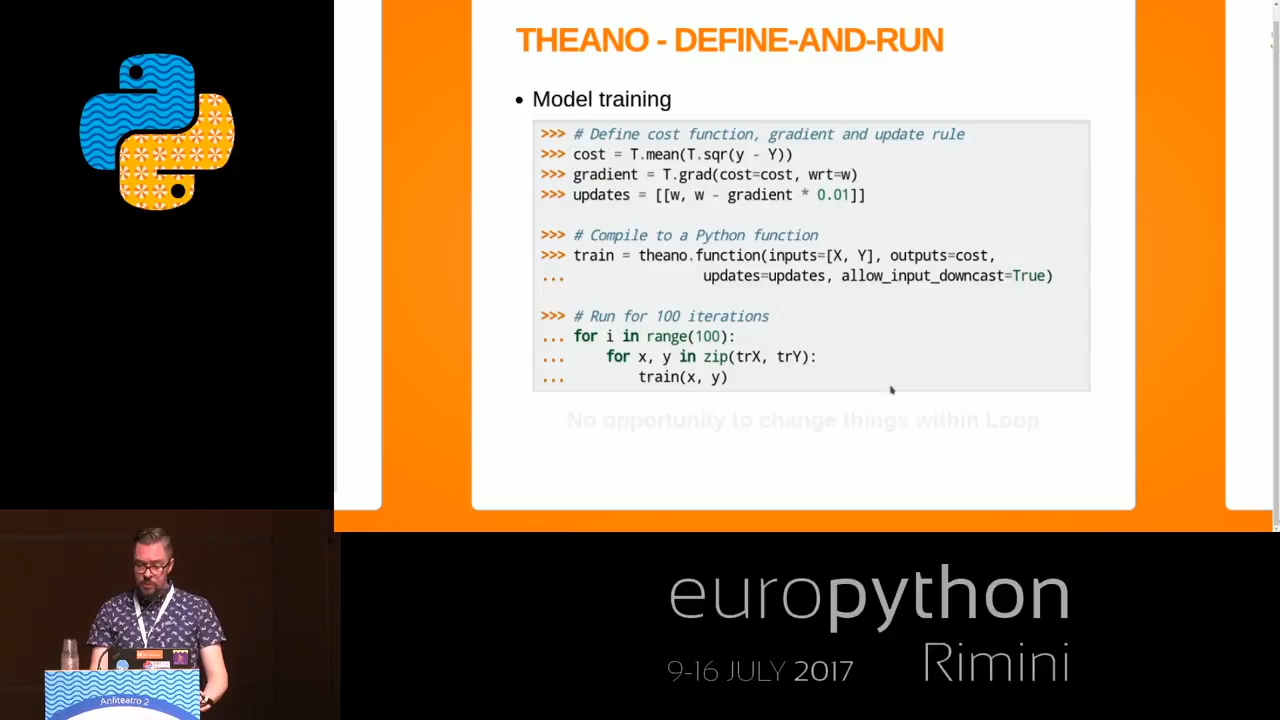 THEANO - DEFINE-AND-RUN
• Model training
>>> # Define cost function, gradient and update rule
>>> cost = T.mean(T.sqr(y - Y))
>>> gradient = T.grad(cost=cost, wrt=w)
>>> updates = [[w, w - gradient * 0.01]]
>>> # Compile to a Python function
>>> train = theano.function(inputs=[X, Y], outputs=cost,
... updates=updates, allow_input_downcast=True)
>>> # Run for 100 iterations
... for i in range(100):
... for x, y in zip(trX, trY):
... train(x, y)
No opportunity to change things within Loop
europython
9-16 JULY 2017 Rimini
Anfiteatro 2